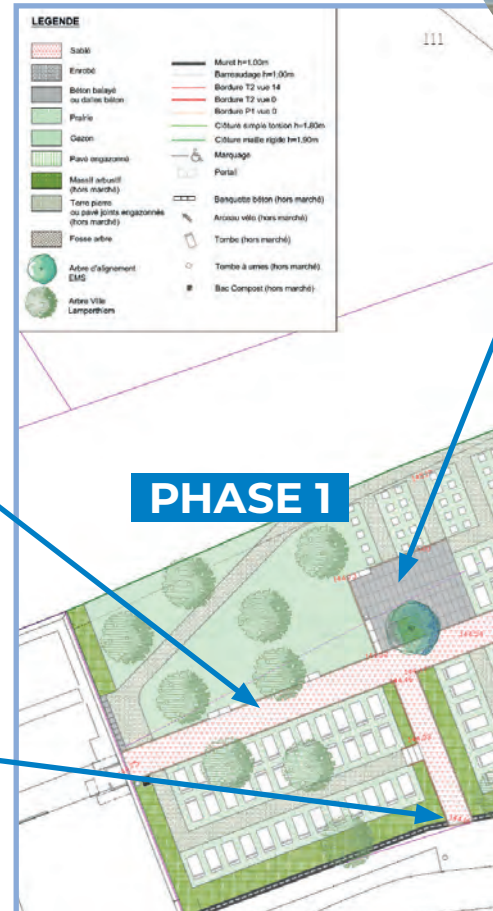 LEGENDE
Sablé
Enrobé
Béton balayé
ou dalles béton
Prairie
Gazon
Pavé engazonné
Massif arbustif
(hors marché)
Terre pierre
ou pavé joints engazonnés
(hors marché)
Fosse arbre
Arbre d'alignement
EMS
Arbre Ville
Lampertheim
Muret h=1.00m
Barreaudage h=1.00m
Bordure T2 vue 14
Bordure T2 vue 0
Bordure P1 vue 0
Clôture simple torsion h=1.80m
Clôture maille rigide h=1.90m
Marquage
Portail
Banquette béton (hors marché)
Arceau vélo (hors marché)
Tombe (hors marché)
Tombe à urnes (hors marché)
Bac Compost (hors marché)
111
PHASE 1